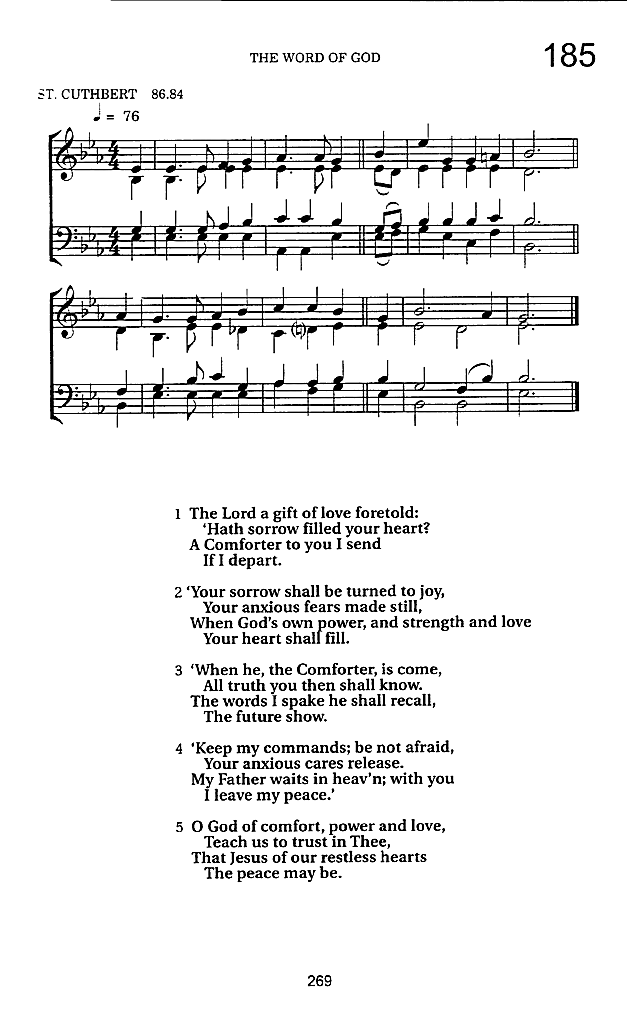 THE WORD OF GOD
185
ST. CUTHBERT 86.84
♩ = 76
1 The Lord a gift of love foretold:
‘Hath sorrow filled your heart?
A Comforter to you I send
If I depart.
2 ‘Your sorrow shall be turned to joy,
Your anxious fears made still,
When God’s own power, and strength and love
Your heart shall fill.
3 ‘When he, the Comforter, is come,
All truth you then shall know.
The words I spake he shall recall,
The future show.
4 ‘Keep my commands; be not afraid,
Your anxious cares release.
My Father waits in heav’n; with you
I leave my peace.’
5 O God of comfort, power and love,
Teach us to trust in Thee,
That Jesus of our restless hearts
The peace may be.
269